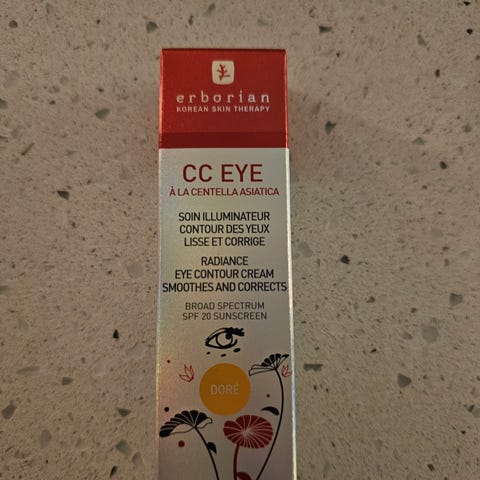 erborian
KOREAN SKIN THERAPY
CC EYE
À LA CENTELLA ASIATICA
SOIN ILLUMINATEUR
CONTOUR DES YEUX
LISSE ET CORRIGE
RADIANCE
EYE CONTOUR CREAM
SMOOTHES AND CORRECTS
BROAD SPECTRUM
SPF 20 SUNSCREEN
DORÉ